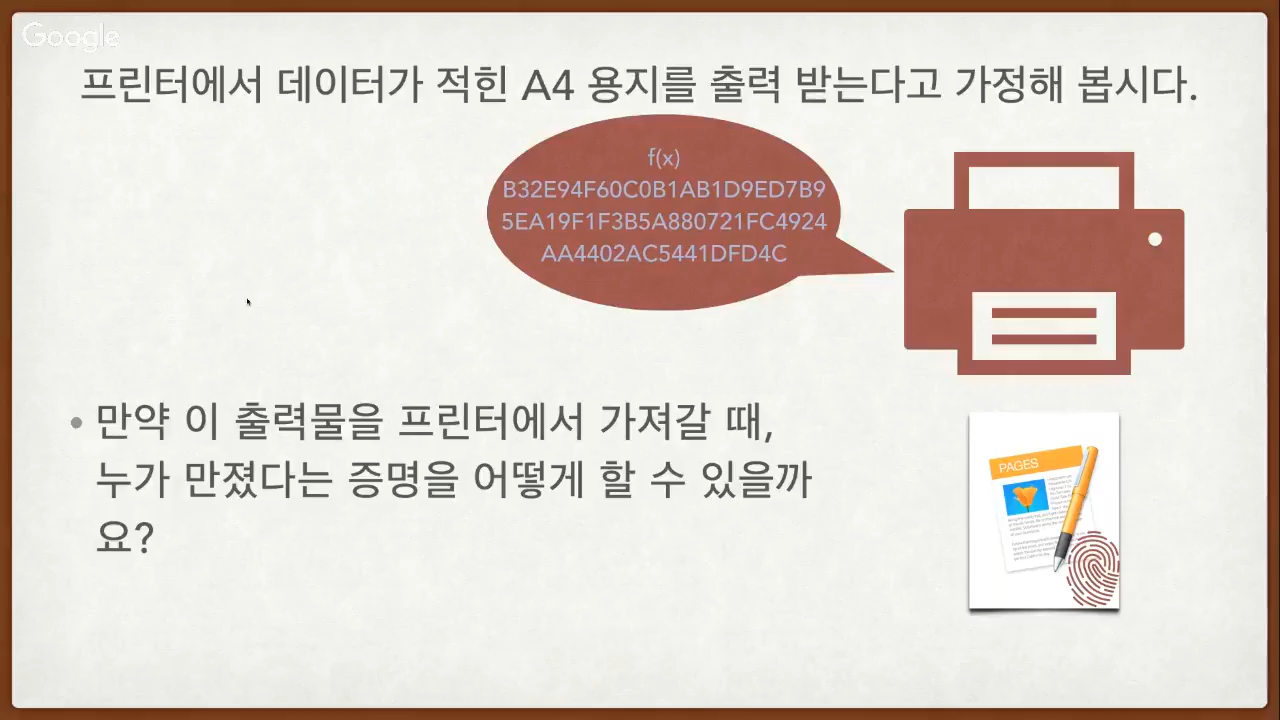 Google
프린터에서 데이터가 적힌 A4 용지를 출력 받는다고 가정해 봅시다.
f(x)
B32E94F60C0B1AB1D9ED7B9
5EA19F1F3B5A880721FC4924
AA4402AC5441DFD4C
• 만약 이 출력물을 프린터에서 가져갈 때,
누가 만졌다는 증명을 어떻게 할 수 있을까
요?
PAGES